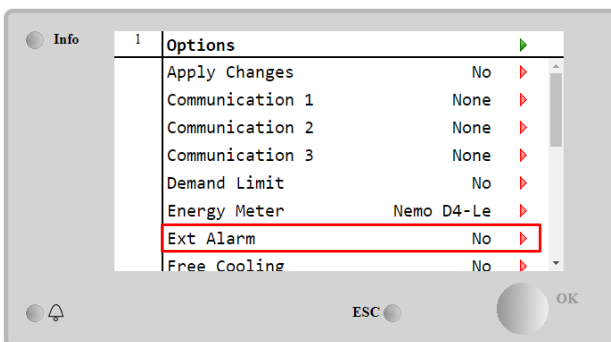 Info
1 Options
Apply Changes No
Communication 1 None
Communication 2 None
Communication 3 None
Demand Limit No
Energy Meter Nemo D4-Le
Ext Alarm No
Free Cooling No
OK
ESC